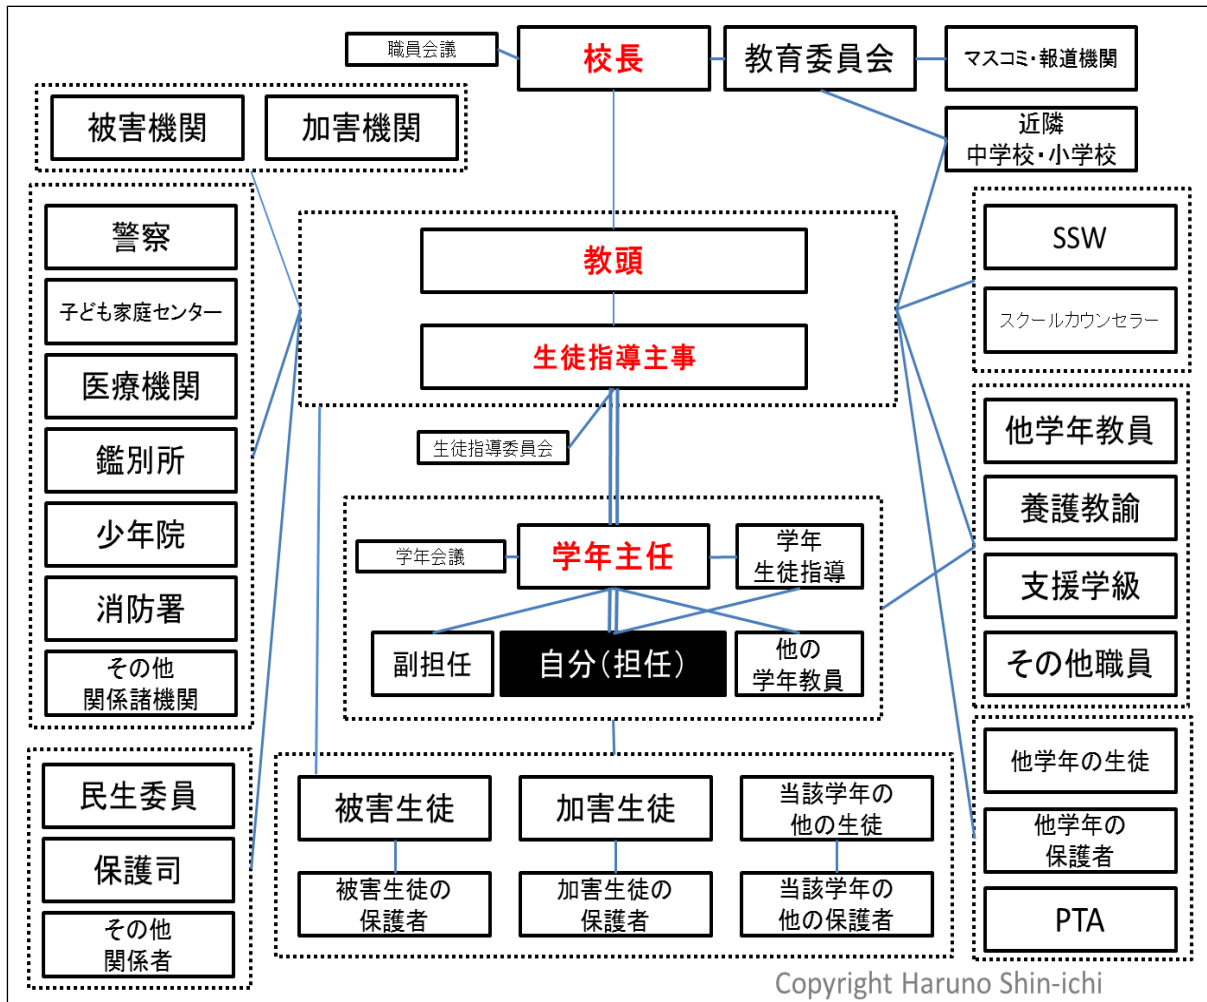 職員会議
校長
教育委員会
マスコミ・報道機関
被害機関
加害機関
近隣
中学校・小学校
警察
子ども家庭センター
医療機関
鑑別所
少年院
消防署
その他
関係諸機関
民生委員
保護司
その他
関係者
教頭
生徒指導主事
生徒指導委員会
学年会議
学年主任
学年
生徒指導
副担任
自分(担任)
他の
学年教員
被害生徒
加害生徒
当該学年の
他の生徒
被害生徒の
保護者
加害生徒の
保護者
当該学年の
他の保護者
SSW
スクールカウンセラー
他学年教員
養護教諭
支援学級
その他職員
他学年の生徒
他学年の
保護者
PTA
Copyright Haruno Shin-ichi